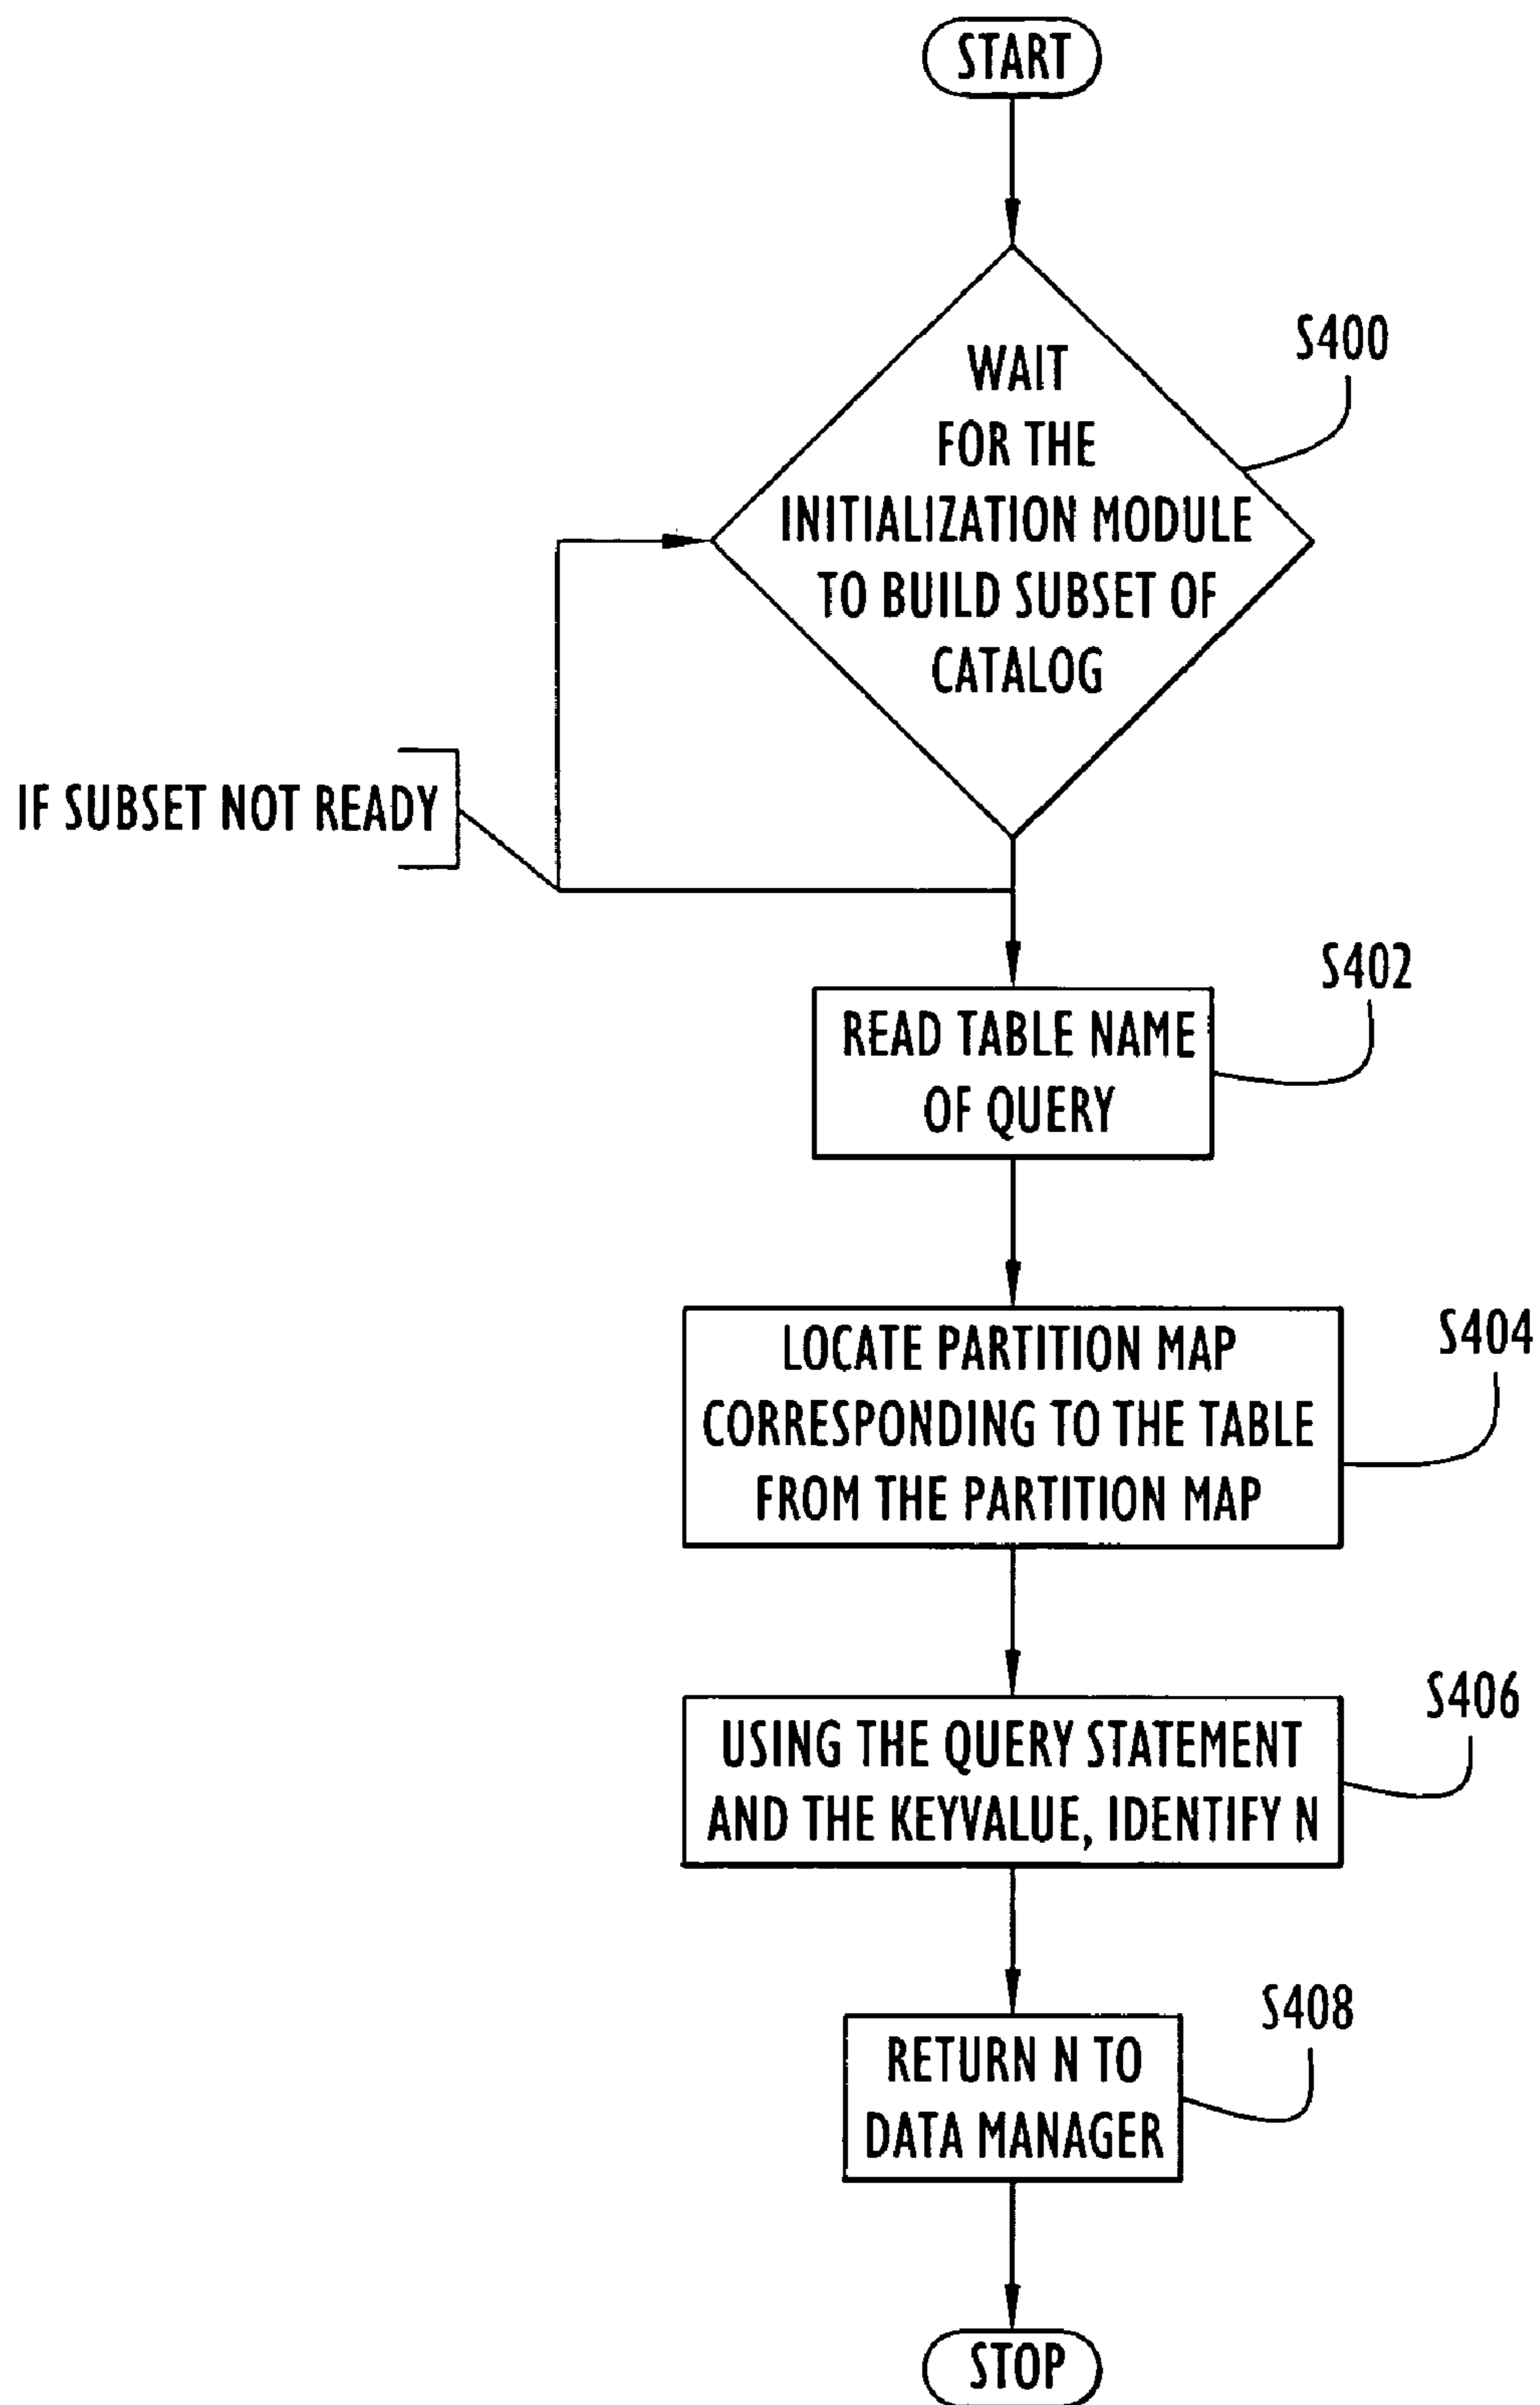 START
S400
WAIT
FOR THE
INITIALIZATION MODULE
TO BUILD SUBSET OF
CATALOG
IF SUBSET NOT READY
S402
READ TABLE NAME
OF QUERY
S404
LOCATE PARTITION MAP
CORRESPONDING TO THE TABLE
FROM THE PARTITION MAP
S406
USING THE QUERY STATEMENT
AND THE KEYVALUE, IDENTIFY N
S408
RETURN N TO
DATA MANAGER
STOP